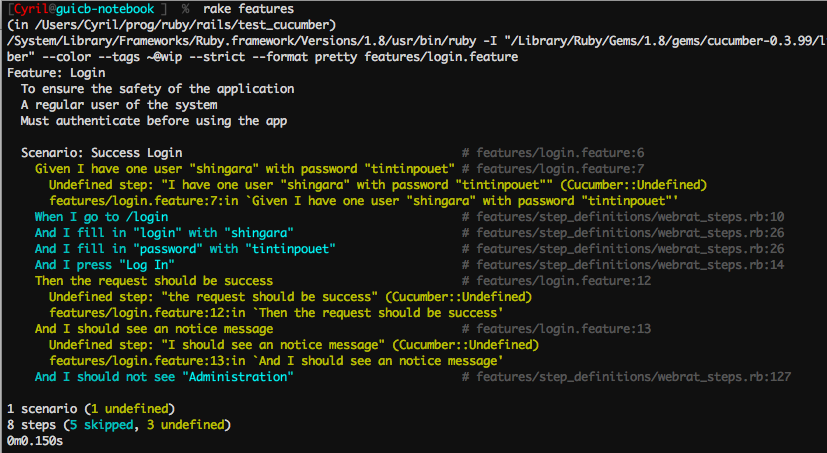 [Cyril@guicb-notebook ]  %  rake features
(in /Users/Cyril/prog/ruby/rails/test_cucumber)
/System/Library/Frameworks/Ruby.framework/Versions/1.8/usr/bin/ruby -I "/Library/Ruby/Gems/1.8/gems/cucumber-0.3.99/l
ber" --color --tags ~@wip --strict --format pretty features/login.feature
Feature: Login
  To ensure the safety of the application
  A regular user of the system
  Must authenticate before using the app

  Scenario: Success Login                                        # features/login.feature:6
    Given I have one user "shingara" with password "tintinpouet" # features/login.feature:7
      Undefined step: "I have one user "shingara" with password "tintinpouet"" (Cucumber::Undefined)
      features/login.feature:7:in `Given I have one user "shingara" with password "tintinpouet"'
    When I go to /login                                          # features/step_definitions/webrat_steps.rb:10
    And I fill in "login" with "shingara"                        # features/step_definitions/webrat_steps.rb:26
    And I fill in "password" with "tintinpouet"                  # features/step_definitions/webrat_steps.rb:26
    And I press "Log In"                                         # features/step_definitions/webrat_steps.rb:14
    Then the request should be success                           # features/login.feature:12
      Undefined step: "the request should be success" (Cucumber::Undefined)
      features/login.feature:12:in `Then the request should be success'
    And I should see an notice message                           # features/login.feature:13
      Undefined step: "I should see an notice message" (Cucumber::Undefined)
      features/login.feature:13:in `And I should see an notice message'
    And I should not see "Administration"                        # features/step_definitions/webrat_steps.rb:127

1 scenario (1 undefined)
8 steps (5 skipped, 3 undefined)
0m0.150s